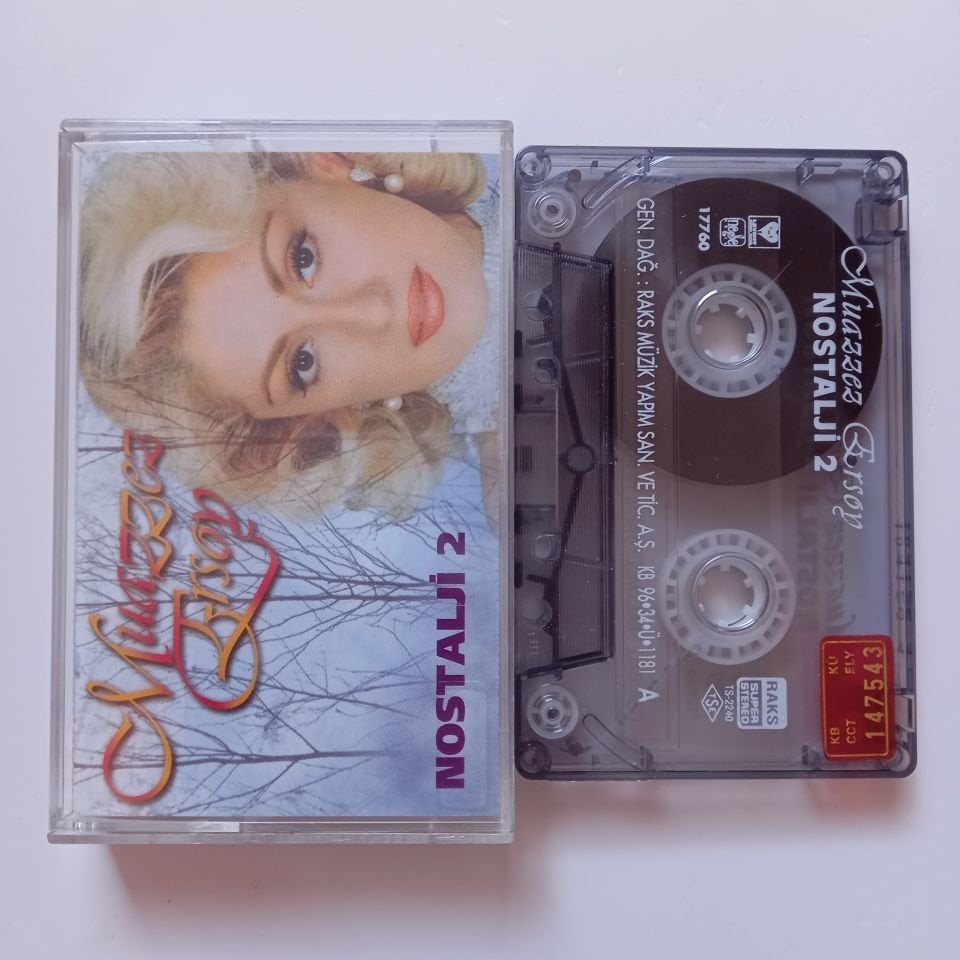 Muazzez
Ersoy
NOSTALJİ 2
Muazzez Ersoy
NOSTALJİ 2
17760
GEN. DAĞ. : RAKS MÜZİK YAPIM SAN. VE TİC. A.Ş. KB 96•34•Ü•1181 A
RAKS
SUPER
STEREO
TS-2240
TSE
KB KU
CCT ELY
147543